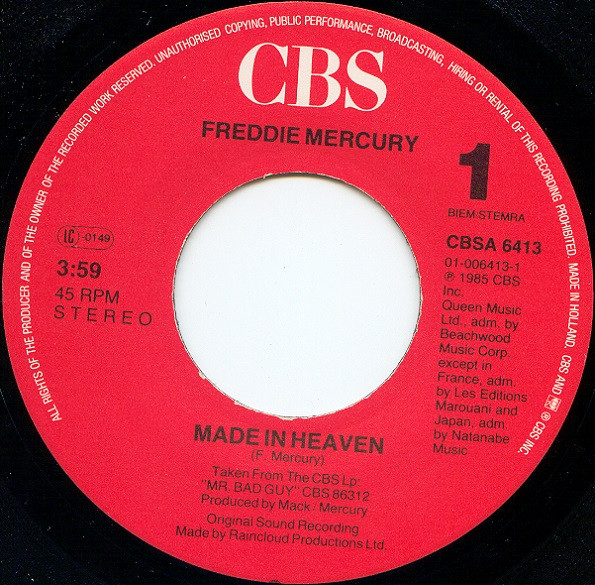 ALL RIGHTS OF THE PRODUCER AND OF THE OWNER OF THE RECORDED WORK RESERVED. UNAUTHORISED COPYING, PUBLIC PERFORMANCE, BROADCASTING, HIRING OR RENTAL OF THIS RECORDING PROHIBITED. MADE IN HOLLAND. CBS AND ® CBS INC.
CBS
FREDDIE MERCURY
1
BIEM-STEMRA
LC-0149
3:59
45 RPM
STEREO
CBSA 6413
01-006413-1
℗ 1985 CBS
Inc.
Queen Music
Ltd., adm. by
Beachwood
Music Corp.
except in
France, adm.
by Les Editions
Marouani and
Japan, adm.
by Natanabe
Music
MADE IN HEAVEN
(F. Mercury)
Taken From The CBS Lp:
"MR. BAD GUY" CBS 86312
Produced by Mack / Mercury
Original Sound Recording
Made by Raincloud Productions Ltd.